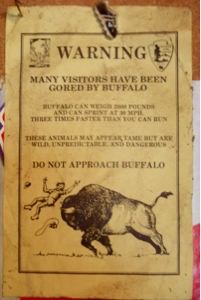 WARNING
MANY VISITORS HAVE BEEN
GORED BY BUFFALO
BUFFALO CAN WEIGH 2000 POUNDS
AND CAN SPRINT AT 30 MPH,
THREE TIMES FASTER THAN YOU CAN RUN
THESE ANIMALS MAY APPEAR TAME BUT ARE
WILD, UNPREDICTABLE, AND DANGEROUS
DO NOT APPROACH BUFFALO